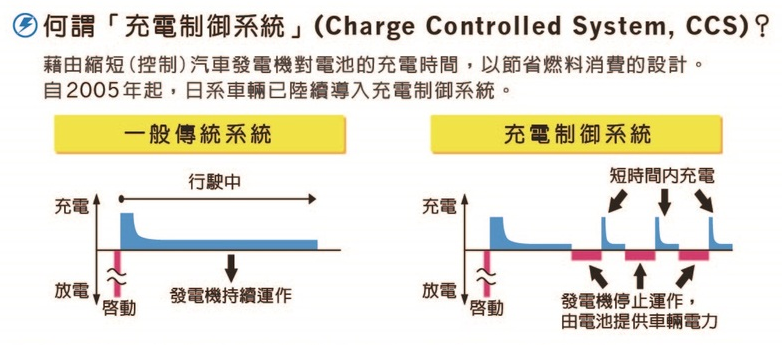 何謂「充電制御系統」(Charge Controlled System, CCS)?
藉由縮短(控制)汽車發電機對電池的充電時間，以節省燃料消費的設計。
自2005年起，日系車輛已陸續導入充電制御系統。
一般傳統系統
行駛中
充電
放電
啓動
發電機持續運作
充電制御系統
短時間内充電
充電
放電
啓動
發電機停止運作，
由電池提供車輛電力